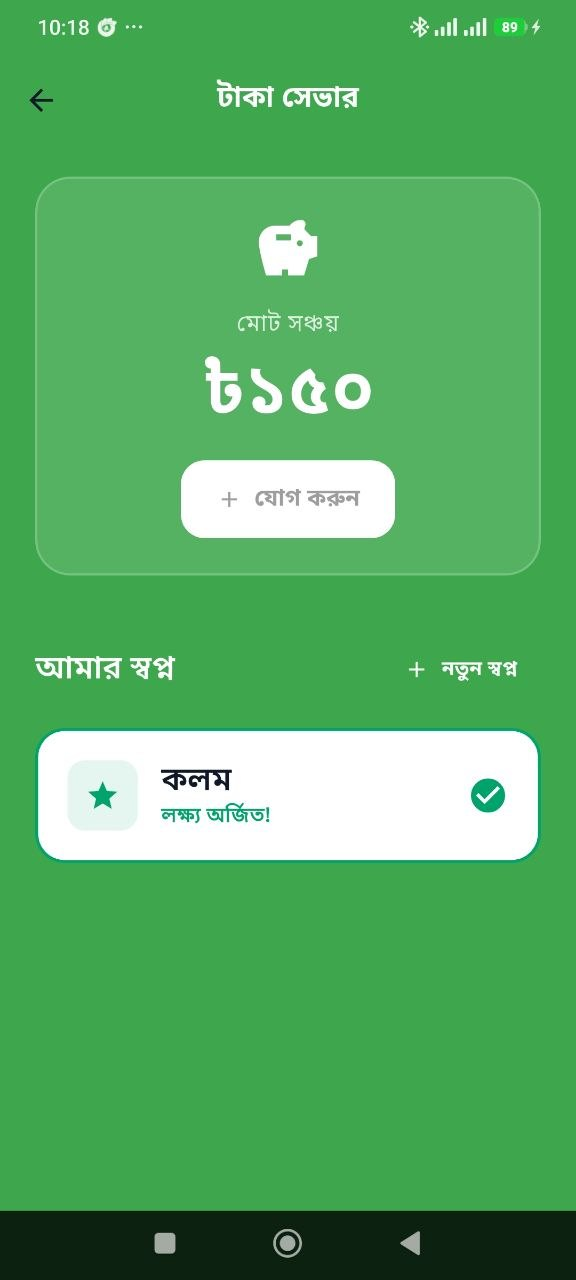 10:18
89
টাকা সেভার
মোট সঞ্চয়
৳১৫০
+ যোগ করুন
আমার স্বপ্ন
+ নতুন স্বপ্ন
কলম
লক্ষ্য অর্জিত!